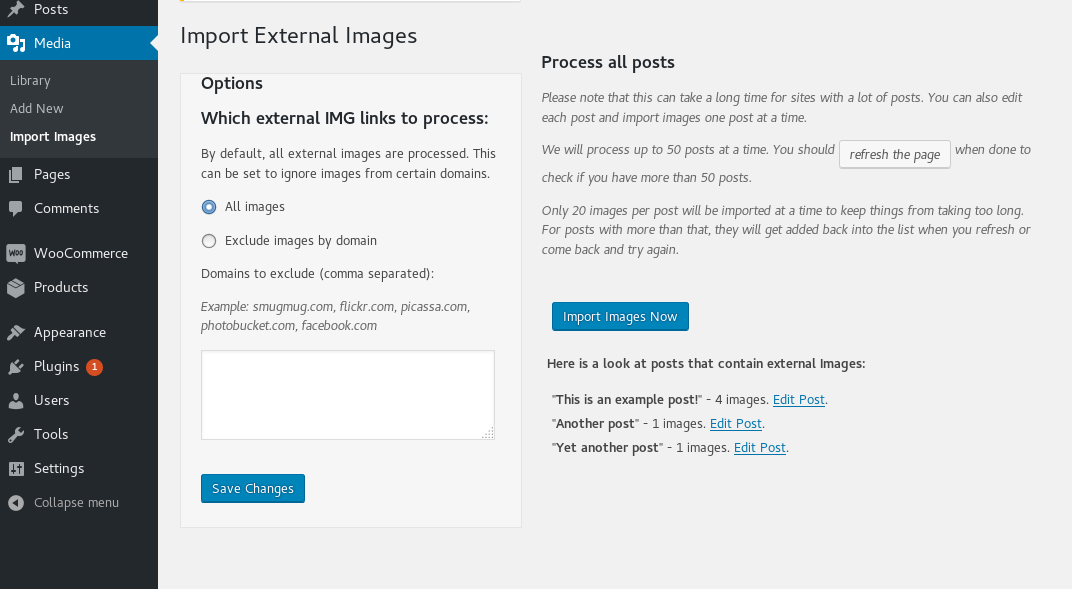 Posts
Media
Library
Add New
Import Images
Pages
Comments
WOO
WooCommerce
Products
Appearance
Plugins 1
Users
Tools
Settings
Collapse menu
Import External Images
Options
Which external IMG links to process:
By default, all external images are processed. This
can be set to ignore images from certain domains.
All images
Exclude images by domain
Domains to exclude (comma separated):
Example: smugmug.com, flickr.com, picassa.com,
photobucket.com, facebook.com
Save Changes
Process all posts
Please note that this can take a long time for sites with a lot of posts. You can also edit
each post and import images one post at a time.
We will process up to 50 posts at a time. You should refresh the page when done to
check if you have more than 50 posts.
Only 20 images per post will be imported at a time to keep things from taking too long.
For posts with more than that, they will get added back into the list when you refresh or
come back and try again.
Import Images Now
Here is a look at posts that contain external Images:
"This is an example post!" - 4 images. Edit Post.
"Another post" - 1 images. Edit Post.
"Yet another post" - 1 images. Edit Post.